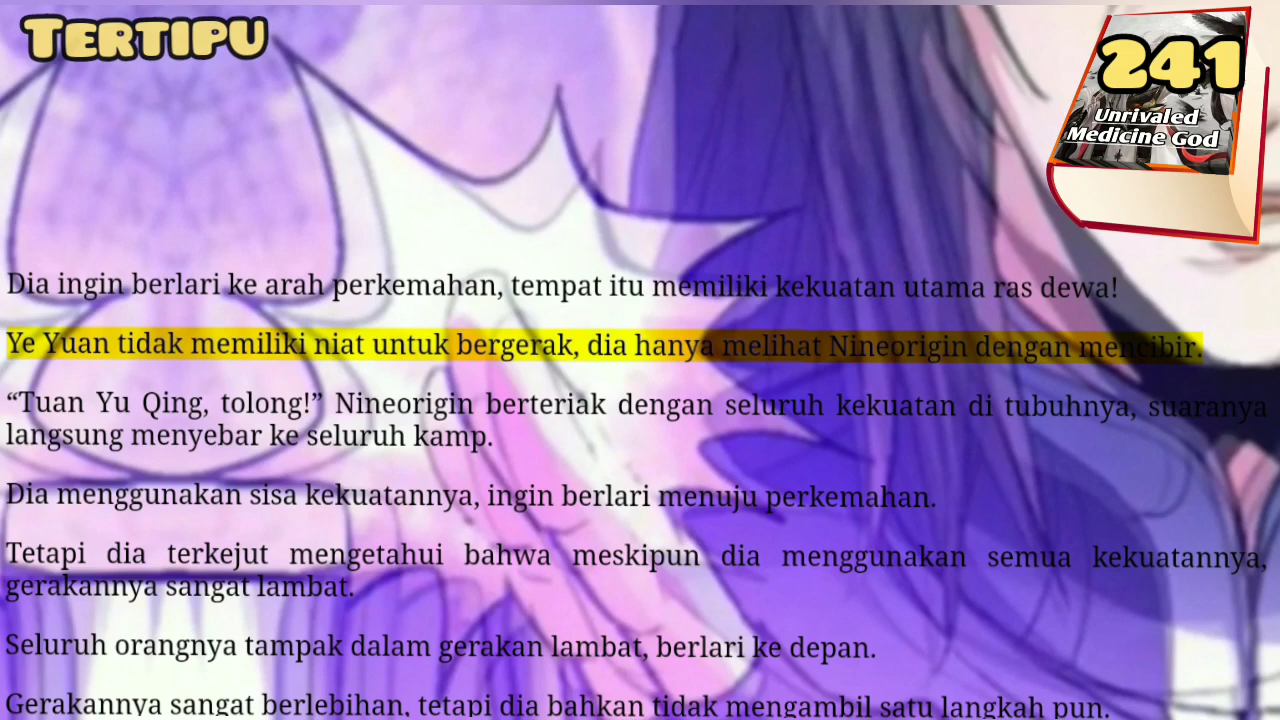 TERTIPU
241
Unrivaled
Medicine God
Dia ingin berlari ke arah perkemahan, tempat itu memiliki kekuatan utama ras dewa!
Ye Yuan tidak memiliki niat untuk bergerak, dia hanya melihat Nineorigin dengan mencibir.
“Tuan Yu Qing, tolong!” Nineorigin berteriak dengan seluruh kekuatan di tubuhnya, suaranya
langsung menyebar ke seluruh kamp.
Dia menggunakan sisa kekuatannya, ingin berlari menuju perkemahan.
Tetapi dia terkejut mengetahui bahwa meskipun dia menggunakan semua kekuatannya,
gerakannya sangat lambat.
Seluruh orangnya tampak dalam gerakan lambat, berlari ke depan.
Gerakannya sangat berlebihan, tetapi dia bahkan tidak mengambil satu langkah pun.